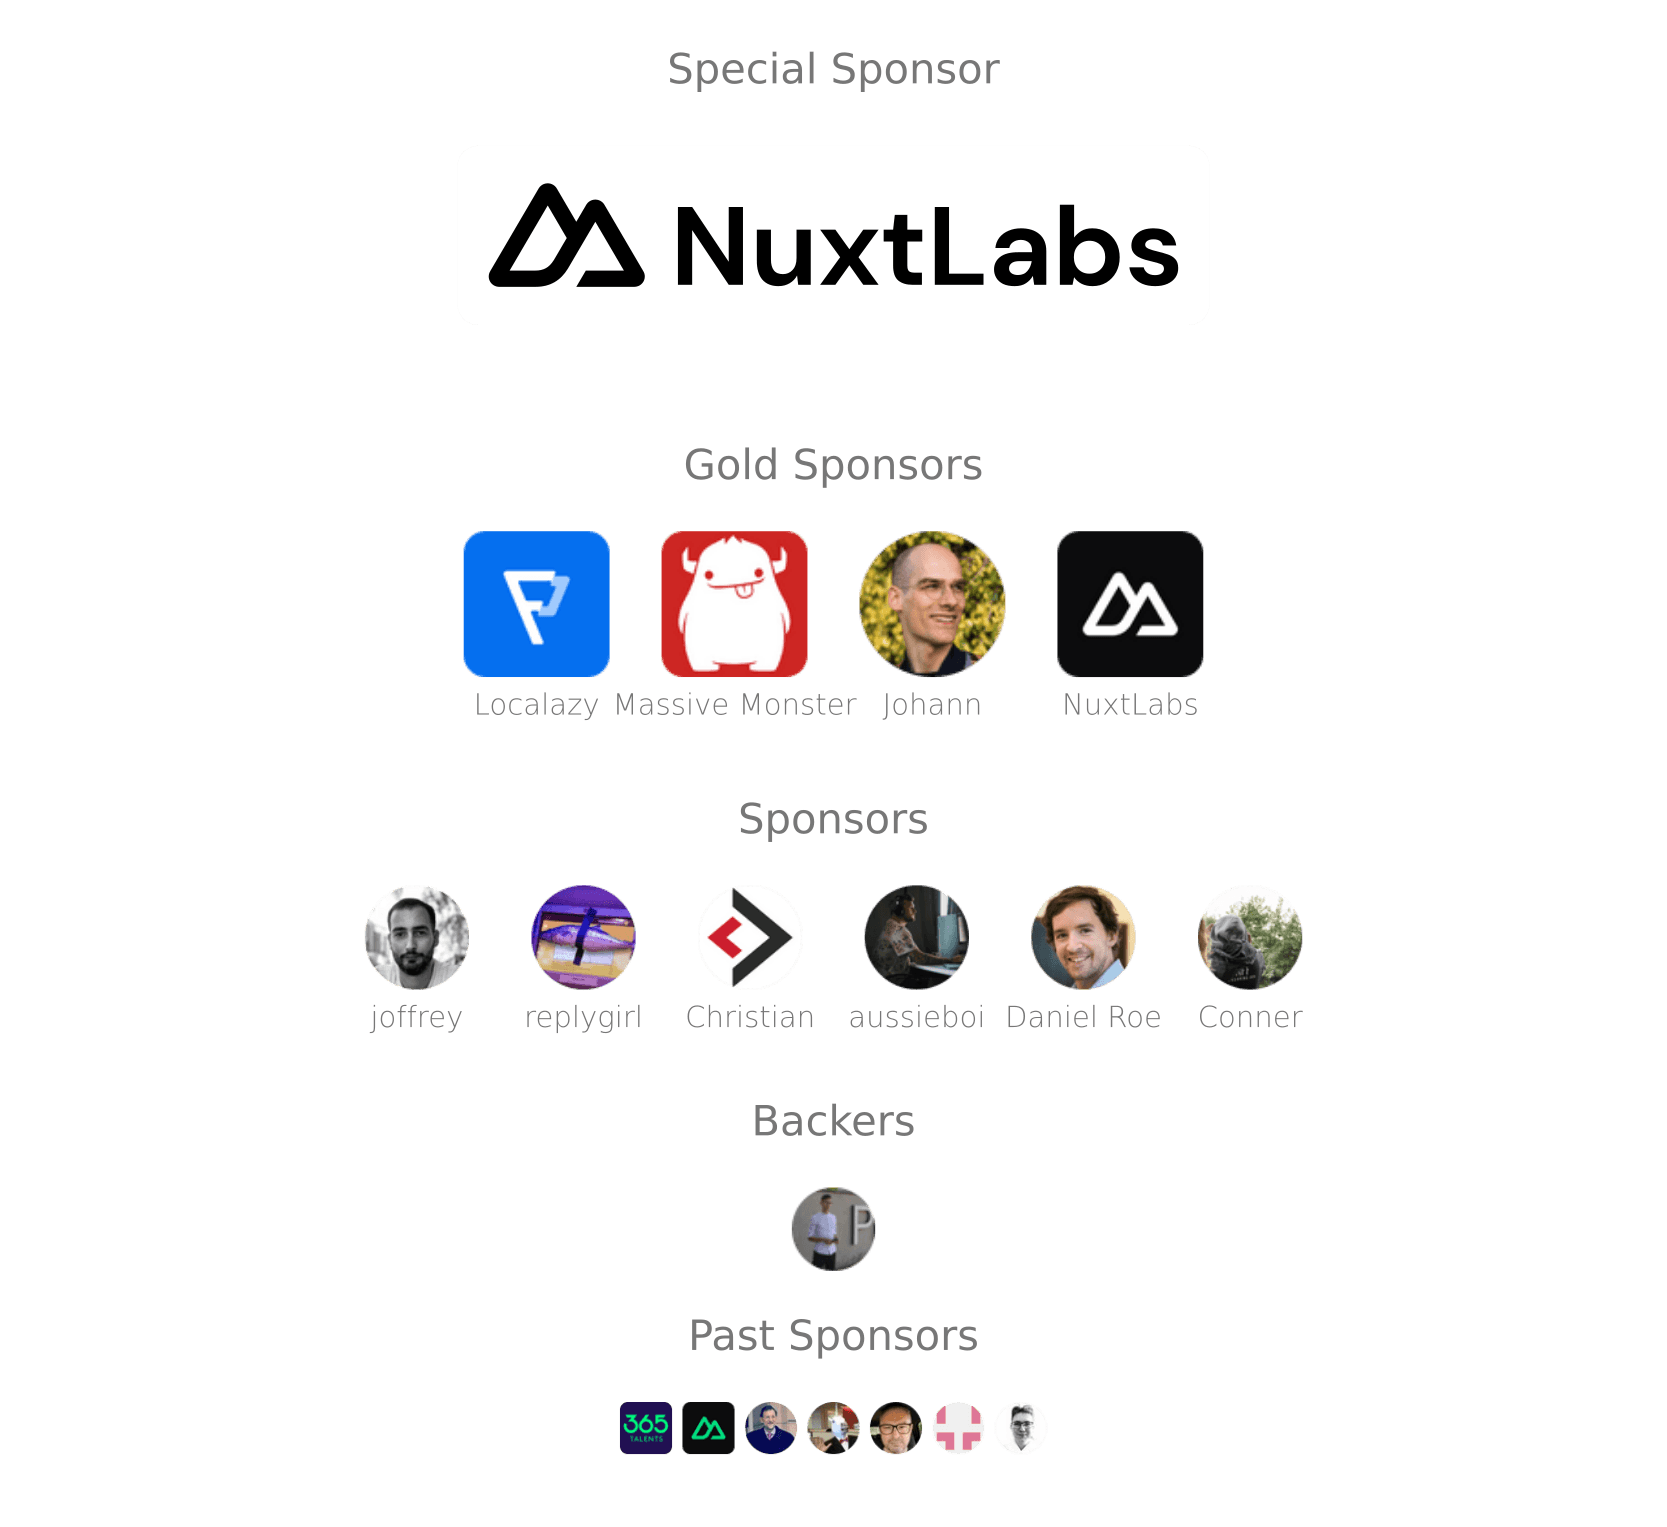 Special Sponsor
NuxtLabs
Gold Sponsors
Localazy Massive Monster Johann NuxtLabs
Sponsors
joffrey replygirl Christian aussieboi Daniel Roe Conner
Backers
P
Past Sponsors
365
TALENTS